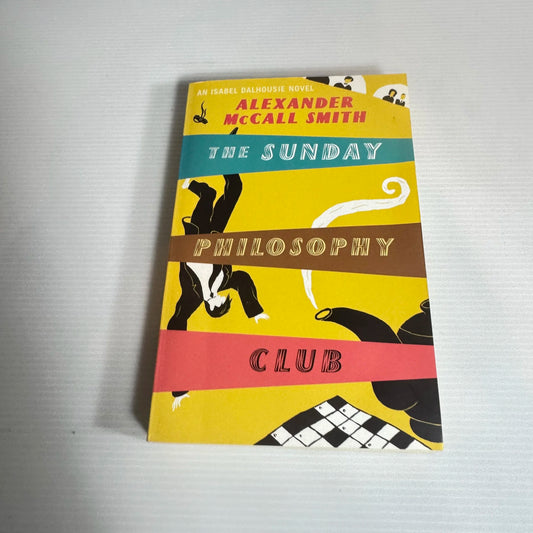 AN ISABEL DALHOUSIE NOVEL
ALEXANDER
McCALL SMITH
THE SUNDAY
PHILOSOPHY
CLUB